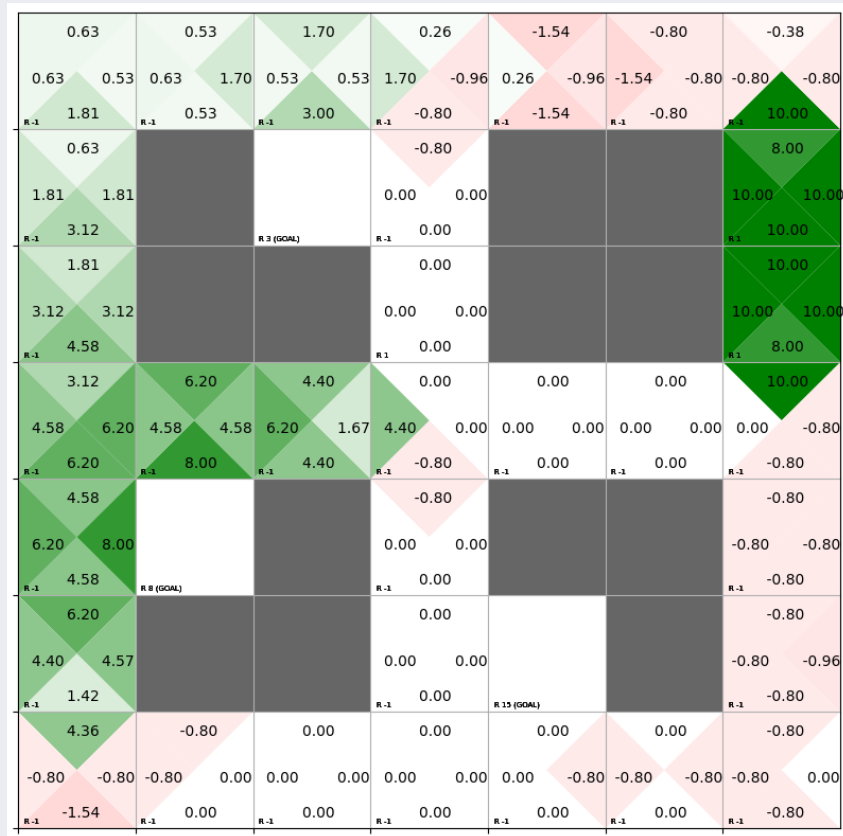 0.63 0.53 1.70 0.26 -1.54 -0.80 -0.38
0.63 0.53 0.63 1.70 0.53 0.53 1.70 -0.96 0.26 -0.96 -1.54 -0.80 -0.80 -0.80
1.81 0.53 3.00 -0.80 -1.54 -0.80 10.00
R -1 R -1 R -1 R -1 R -1 R -1 R -1
0.63 -0.80 8.00
1.81 1.81 0.00 0.00 10.00 10.00
3.12 0.00 10.00
R -1 R 3 (GOAL) R -1 R 1
1.81 0.00 10.00
3.12 3.12 0.00 0.00 10.00 10.00
4.58 0.00 8.00
R -1 R 1 R 1
3.12 6.20 4.40 0.00 0.00 0.00 10.00
4.58 6.20 4.58 4.58 6.20 1.67 4.40 0.00 0.00 0.00 0.00 0.00 0.00 -0.80
6.20 8.00 4.40 -0.80 0.00 0.00 -0.80
R -1 R -1 R -1 R -1 R -1 R -1 R -1
4.58 -0.80 -0.80
6.20 8.00 0.00 0.00 -0.80 -0.80
4.58 0.00 -0.80
R -1 R 8 (GOAL) R -1 R -1
6.20 0.00 -0.80
4.40 4.57 0.00 0.00 -0.80 -0.96
1.42 0.00 -0.80
R -1 R -1 R 15 (GOAL) R -1
4.36 -0.80 0.00 0.00 0.00 0.00 -0.80
-0.80 -0.80 -0.80 0.00 0.00 0.00 0.00 0.00 0.00 -0.80 -0.80 -0.80 -0.80 0.00
-1.54 0.00 0.00 0.00 0.00 0.00 -0.80
R -1 R -1 R -1 R -1 R -1 R -1 R -1